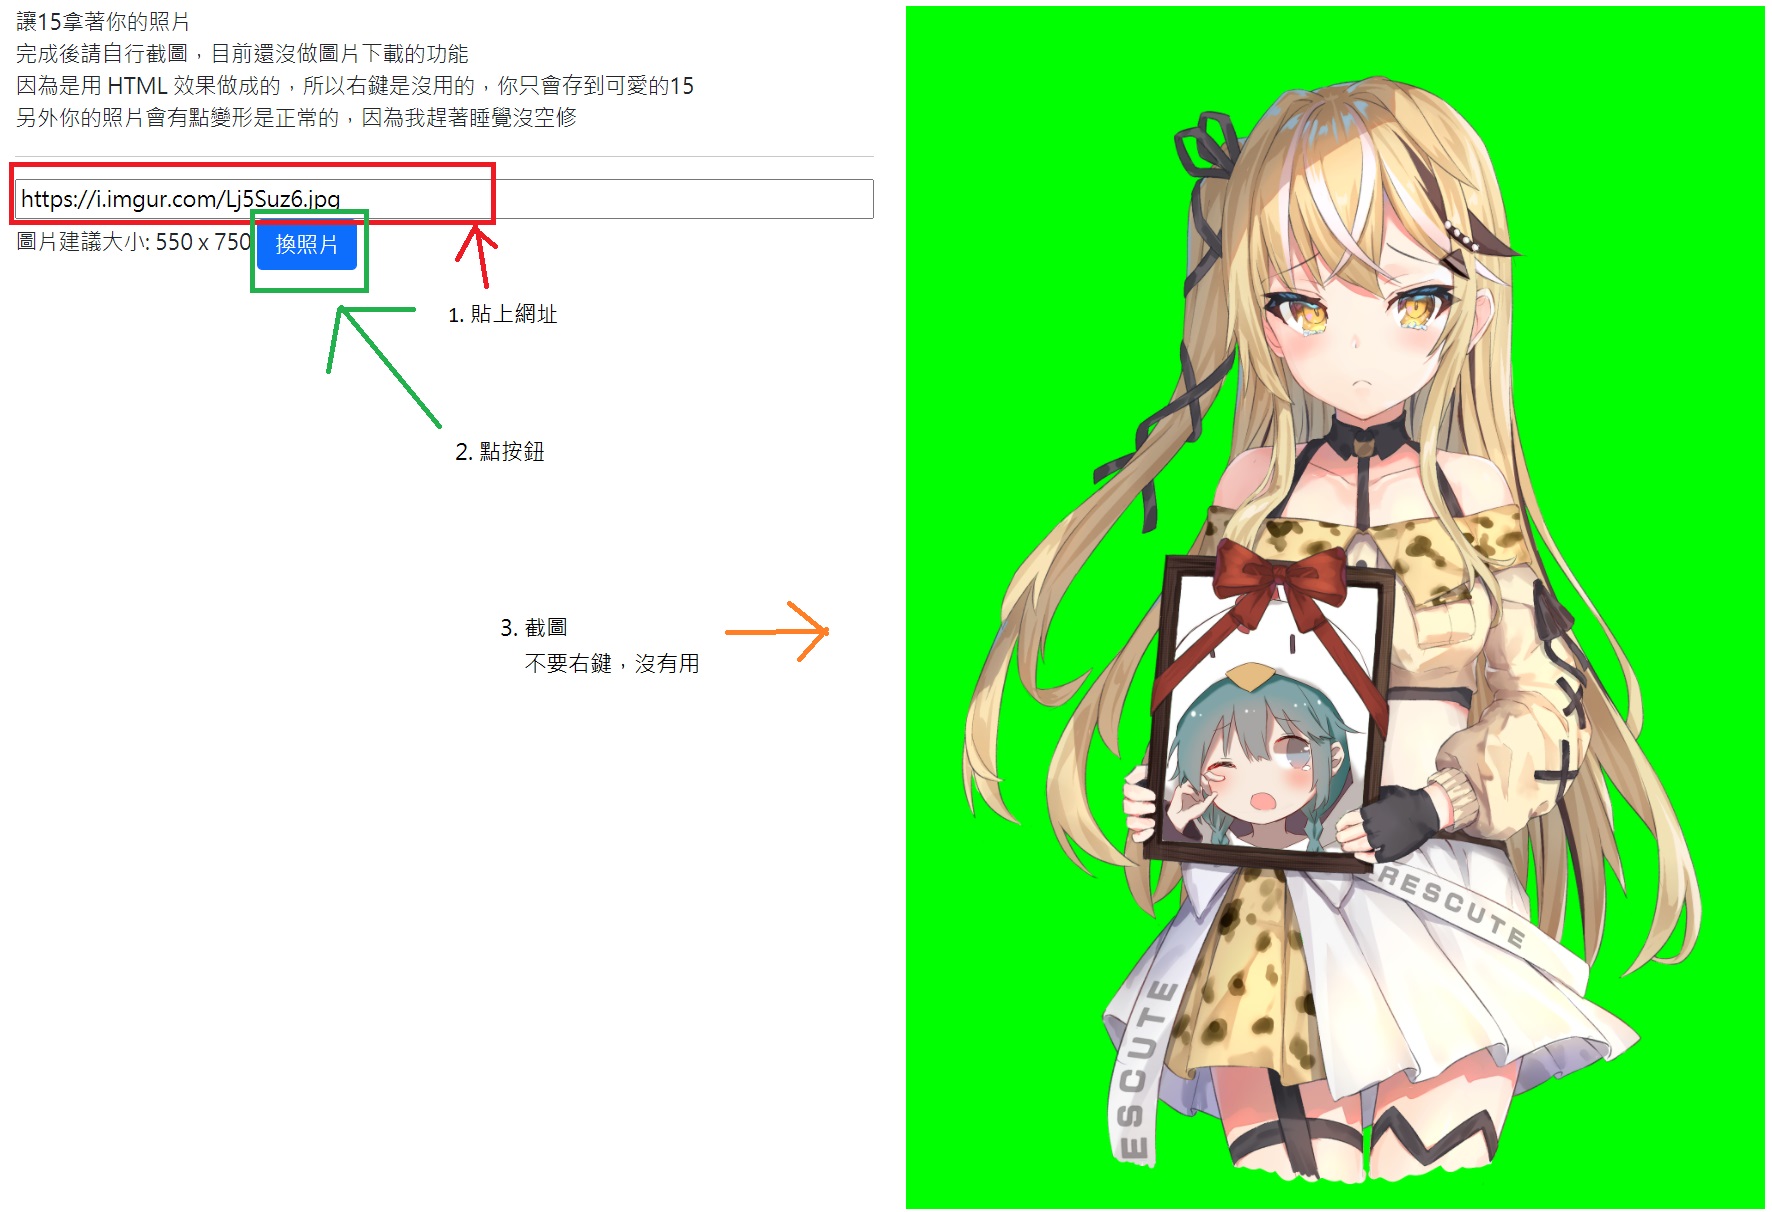 讓15拿著你的照片
完成後請自行截圖，目前還沒做圖片下載的功能
因為是用 HTML 效果做成的，所以右鍵是沒用的，你只會存到可愛的15
另外你的照片會有點變形是正常的，因為我趕著睡覺沒空修
https://i.imgur.com/Lj5Suz6.jpg
圖片建議大小: 550 x 750 換照片
1. 貼上網址
2. 點按鈕
3. 截圖
不要右鍵，沒有用
RESCUTE
ESCUTE